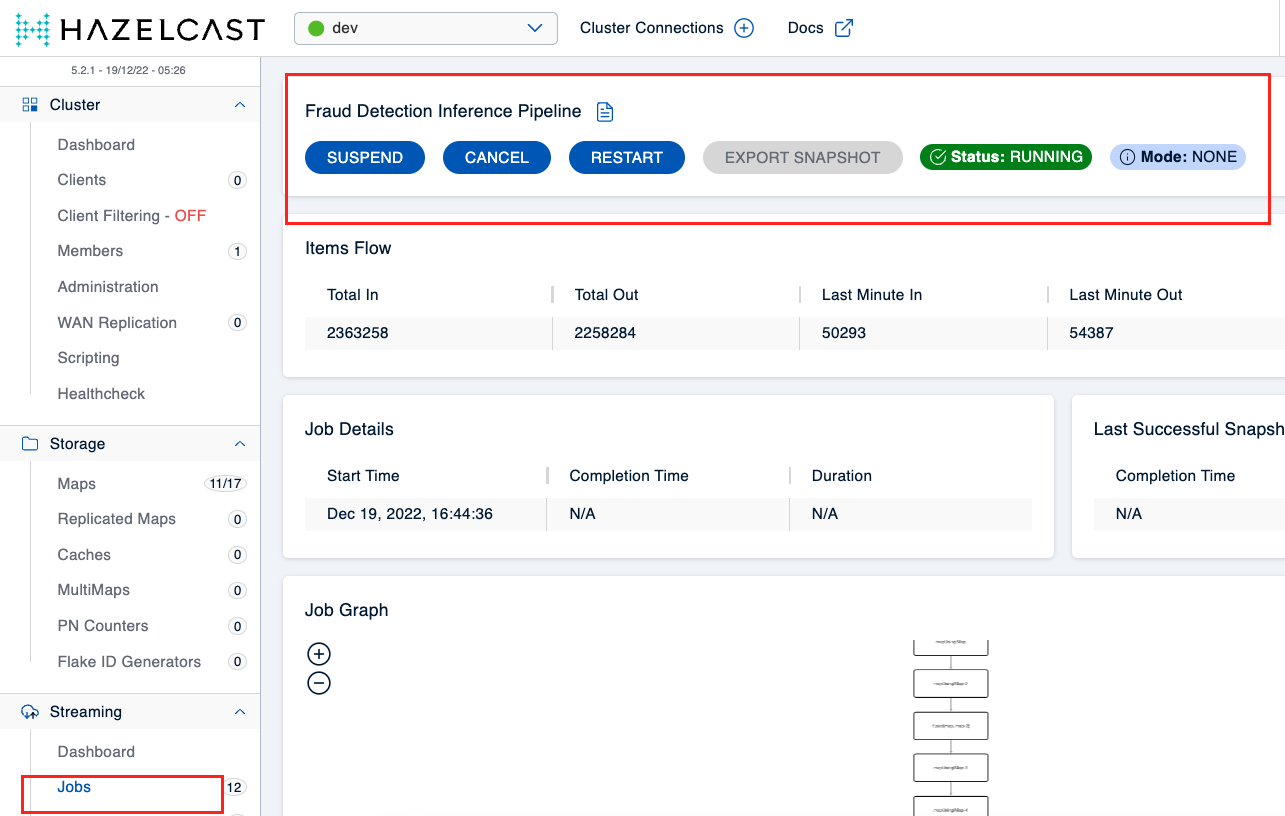 HAZELCAST
dev
Cluster Connections
Docs
5.2.1 - 19/12/22 - 05:26
Cluster
Dashboard
Clients 0
Client Filtering - OFF
Members 1
Administration
WAN Replication 0
Scripting
Healthcheck
Storage
Maps 11/17
Replicated Maps 0
Caches 0
MultiMaps 0
PN Counters 0
Flake ID Generators 0
Streaming
Dashboard
Jobs 12
Fraud Detection Inference Pipeline
SUSPEND CANCEL RESTART EXPORT SNAPSHOT Status: RUNNING Mode: NONE
Items Flow
Total In Total Out Last Minute In Last Minute Out
2363258 2258284 50293 54387
Job Details
Start Time Completion Time Duration
Dec 19, 2022, 16:44:36 N/A N/A
Last Successful Snapsh
Completion Time
N/A
Job Graph